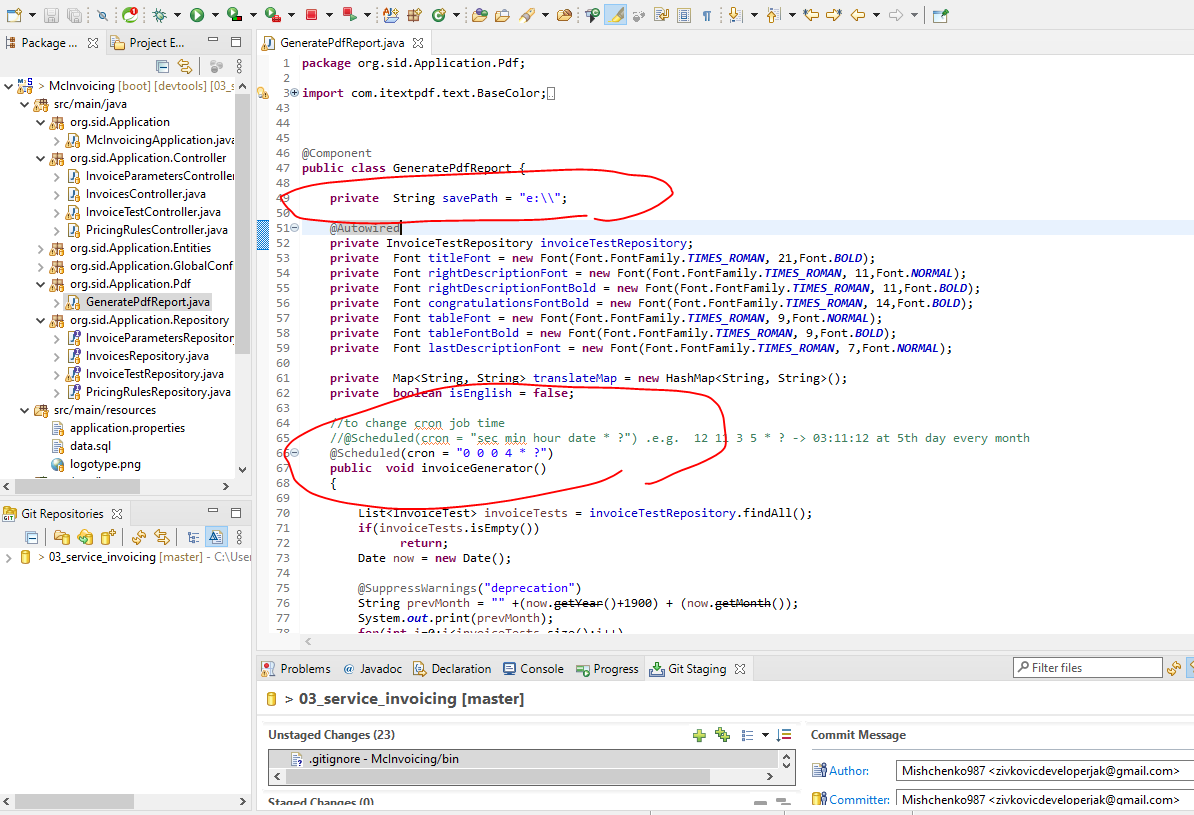 Package ...
Project E...
McInvoicing [boot] [devtools] [03_s
src/main/java
org.sid.Application
McInvoicingApplication.java
org.sid.Application.Controller
InvoiceParametersController
InvoicesController.java
InvoiceTestController.java
PricingRulesController.java
org.sid.Application.Entities
org.sid.Application.GlobalConf
org.sid.Application.Pdf
GeneratePdfReport.java
org.sid.Application.Repository
InvoiceParametersRepository
InvoicesRepository.java
InvoiceTestRepository.java
PricingRulesRepository.java
src/main/resources
application.properties
data.sql
logotype.png
Git Repositories
> 03_service_invoicing [master] - C:\User
GeneratePdfReport.java
1 package org.sid.Application.Pdf;
2
3 import com.itextpdf.text.BaseColor;
43
44
45
46 @Component
47 public class GeneratePdfReport {
48
49 private String savePath = "e:\\";
50
51 @Autowired
52 private InvoiceTestRepository invoiceTestRepository;
53 private Font titleFont = new Font(Font.FontFamily.TIMES_ROMAN, 21,Font.BOLD);
54 private Font rightDescriptionFont = new Font(Font.FontFamily.TIMES_ROMAN, 11,Font.NORMAL);
55 private Font rightDescriptionFontBold = new Font(Font.FontFamily.TIMES_ROMAN, 11,Font.BOLD);
56 private Font congratulationsFontBold = new Font(Font.FontFamily.TIMES_ROMAN, 14,Font.BOLD);
57 private Font tableFont = new Font(Font.FontFamily.TIMES_ROMAN, 9,Font.NORMAL);
58 private Font tableFontBold = new Font(Font.FontFamily.TIMES_ROMAN, 9,Font.BOLD);
59 private Font lastDescriptionFont = new Font(Font.FontFamily.TIMES_ROMAN, 7,Font.NORMAL);
60
61 private Map<String, String> translateMap = new HashMap<String, String>();
62 private boolean isEnglish = false;
63
64 //to change cron job time
65 //@Scheduled(cron = "sec min hour date * ?") .e.g. 12 11 3 5 * ? -> 03:11:12 at 5th day every month
66 @Scheduled(cron = "0 0 0 4 * ?")
67 public void invoiceGenerator()
68 {
69
70 List<InvoiceTest> invoiceTests = invoiceTestRepository.findAll();
71 if(invoiceTests.isEmpty())
72 return;
73 Date now = new Date();
74
75 @SuppressWarnings("deprecation")
76 String prevMonth = "" +(now.getYear()+1900) + (now.getMonth());
77 System.out.print(prevMonth);
78 for(int i=0;i<invoiceTests.size();i++)
Problems
@ Javadoc
Declaration
Console
Progress
Git Staging
Filter files
> 03_service_invoicing [master]
Unstaged Changes (23)
.gitignore - McInvoicing/bin
Staged Changes (0)
Commit Message
Author: Mishchenko987 <zivkovicdeveloperjak@gmail.com>
Committer: Mishchenko987 <zivkovicdeveloperjak@gmail.com>